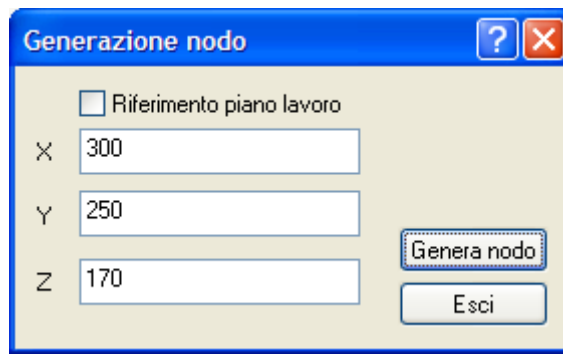 Generazione nodo
Riferimento piano lavoro
X 300
Y 250
Z 170
Genera nodo
Esci